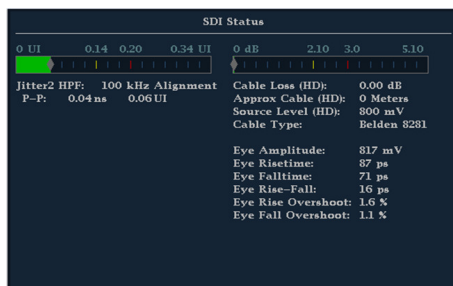 SDI Status
0 UI 0.14 0.20 0.34 UI
0 dB 2.10 3.0 5.10
Jitter2 HPF: 100 kHz Alignment
P-P: 0.04 ns 0.06 UI
Cable Loss (HD): 0.00 dB
Approx Cable (HD): 0 Meters
Source Level (HD): 800 mV
Cable Type: Belden 8281
Eye Amplitude: 817 mV
Eye Risetime: 87 ps
Eye Falltime: 71 ps
Eye Rise-Fall: 16 ps
Eye Rise Overshoot: 1.6 %
Eye Fall Overshoot: 1.1 %